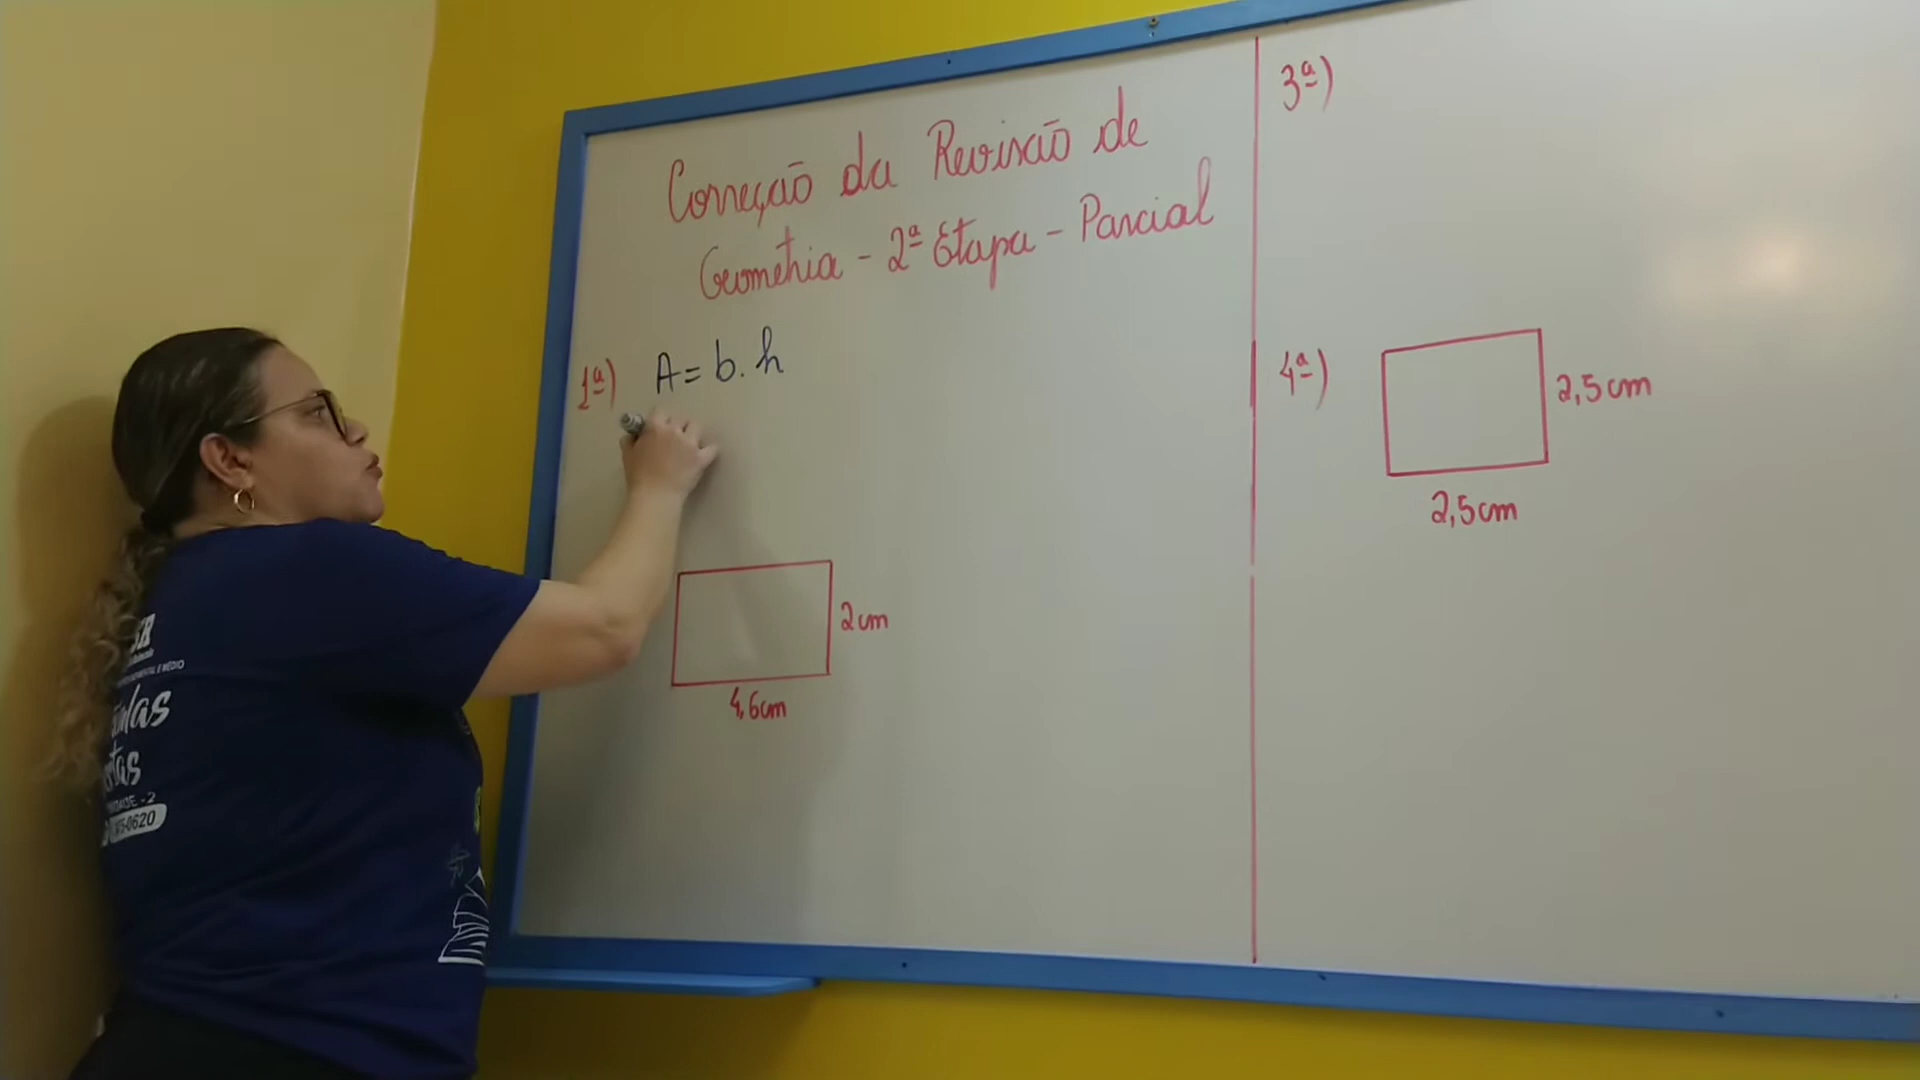 Correção da Revisão de
Geometria - 2ª Etapa - Parcial
1ª) A = b . h
2cm
4,6cm
3ª)
4ª)
2,5cm
2,5cm